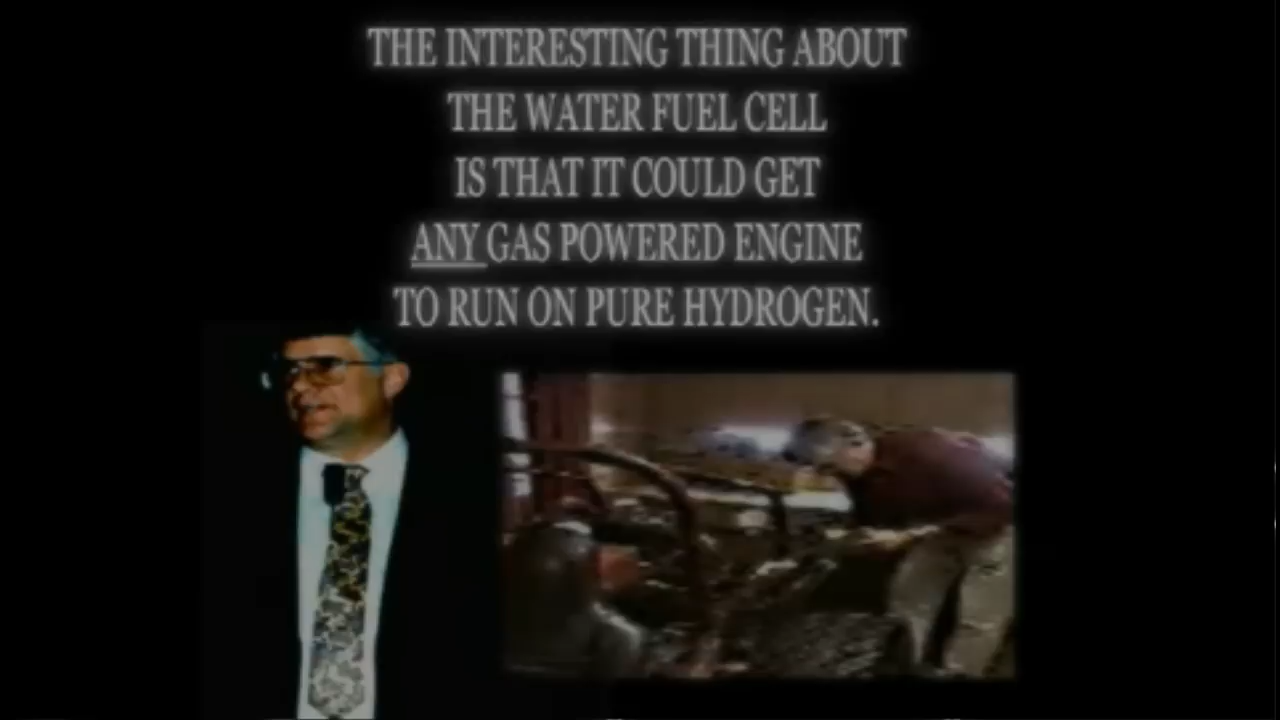 THE INTERESTING THING ABOUT
THE WATER FUEL CELL
IS THAT IT COULD GET
ANY GAS POWERED ENGINE
TO RUN ON PURE HYDROGEN.